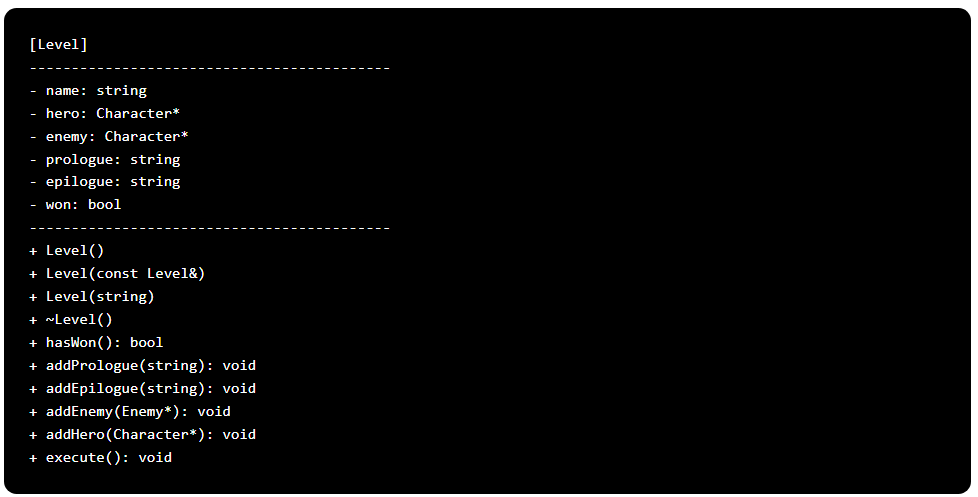 [Level]
-------------------------------------------
- name: string
- hero: Character*
- enemy: Character*
- prologue: string
- epilogue: string
- won: bool
-------------------------------------------
+ Level()
+ Level(const Level&)
+ Level(string)
+ ~Level()
+ hasWon(): bool
+ addPrologue(string): void
+ addEpilogue(string): void
+ addEnemy(Enemy*): void
+ addHero(Character*): void
+ execute(): void